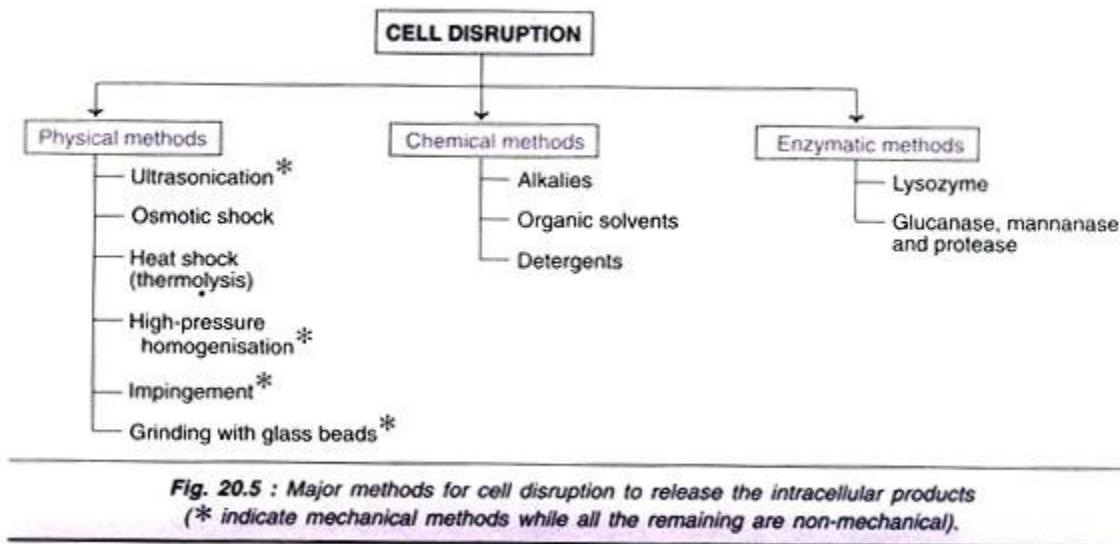 CELL DISRUPTION
Physical methods
Ultrasonication*
Osmotic shock
Heat shock
(thermolysis)
High-pressure
homogenisation*
Impingement*
Grinding with glass beads*
Chemical methods
Alkalies
Organic solvents
Detergents
Enzymatic methods
Lysozyme
Glucanase, mannanase
and protease
Fig. 20.5 : Major methods for cell disruption to release the intracellular products
(* indicate mechanical methods while all the remaining are non-mechanical).